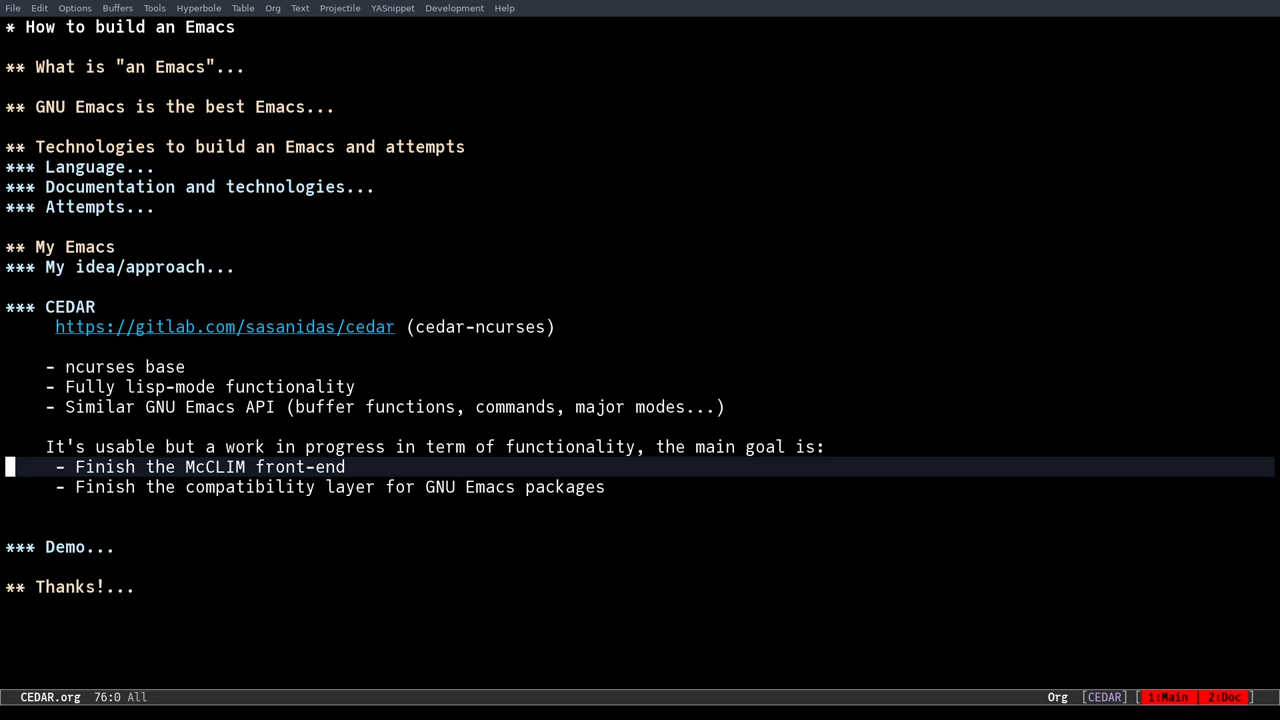 File Edit Options Buffers Tools Hyperbole Table Org Text Projectile YASnippet Development Help
* How to build an Emacs
** What is "an Emacs"...
** GNU Emacs is the best Emacs...
** Technologies to build an Emacs and attempts
*** Language...
*** Documentation and technologies...
*** Attempts...
** My Emacs
*** My idea/approach...
*** CEDAR
https://gitlab.com/sasanidas/cedar (cedar-ncurses)
- ncurses base
- Fully lisp-mode functionality
- Similar GNU Emacs API (buffer functions, commands, major modes...)
It's usable but a work in progress in term of functionality, the main goal is:
- Finish the McCLIM front-end
- Finish the compatibility layer for GNU Emacs packages
*** Demo...
** Thanks!...
CEDAR.org 76:0 All Org [CEDAR] [ 1:Main | 2:Doc ]